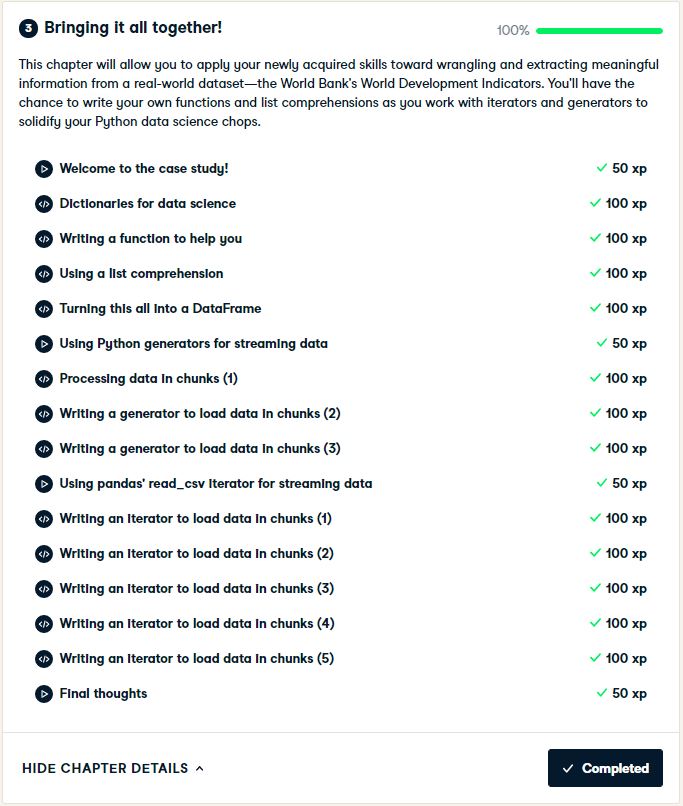 3 Bringing it all together!
100%
This chapter will allow you to apply your newly acquired skills toward wrangling and extracting meaningful
information from a real-world dataset—the World Bank's World Development Indicators. You'll have the
chance to write your own functions and list comprehensions as you work with iterators and generators to
solidify your Python data science chops.
Welcome to the case study! 50 xp
Dictionaries for data science 100 xp
Writing a function to help you 100 xp
Using a list comprehension 100 xp
Turning this all into a DataFrame 100 xp
Using Python generators for streaming data 50 xp
Processing data in chunks (1) 100 xp
Writing a generator to load data in chunks (2) 100 xp
Writing a generator to load data in chunks (3) 100 xp
Using pandas' read_csv iterator for streaming data 50 xp
Writing an iterator to load data in chunks (1) 100 xp
Writing an iterator to load data in chunks (2) 100 xp
Writing an iterator to load data in chunks (3) 100 xp
Writing an iterator to load data in chunks (4) 100 xp
Writing an iterator to load data in chunks (5) 100 xp
Final thoughts 50 xp
HIDE CHAPTER DETAILS
Completed